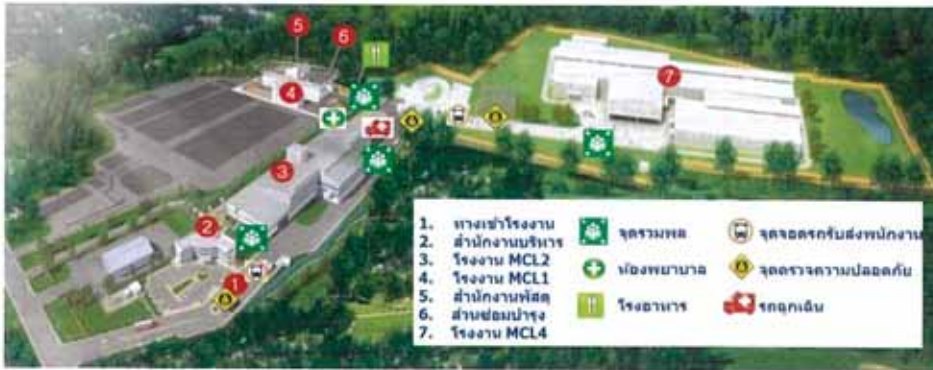 5
6
4
7
3
2
1
1. ทางเข้าโรงงาน
2. สำนักงานบริหาร
3. โรงงาน MCL2
4. โรงงาน MCL1
5. สำนักงานพัสดุ
6. ส่วนซ่อมบำรุง
7. โรงงาน MCL4
จุดรวมพล
ห้องพยาบาล
โรงอาหาร
จุดจอดรถรับส่งพนักงาน
จุดตรวจความปลอดภัย
รถฉุกเฉิน